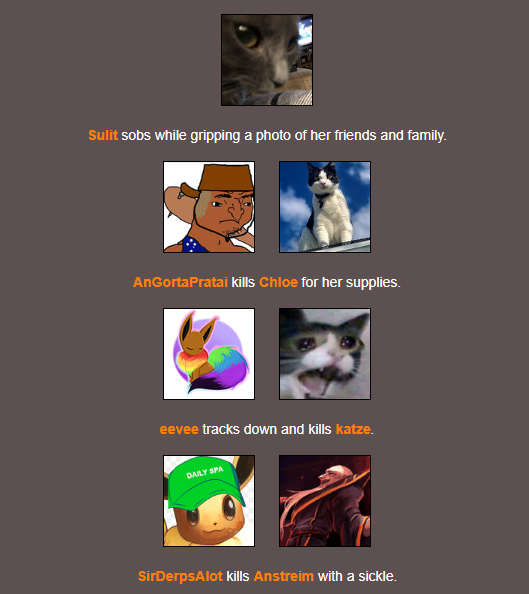 Sulit sobs while gripping a photo of her friends and family.
AnGortaPratai kills Chloe for her supplies.
eevee tracks down and kills katze.
DAILY SPA
SirDerpsAlot kills Anstreim with a sickle.